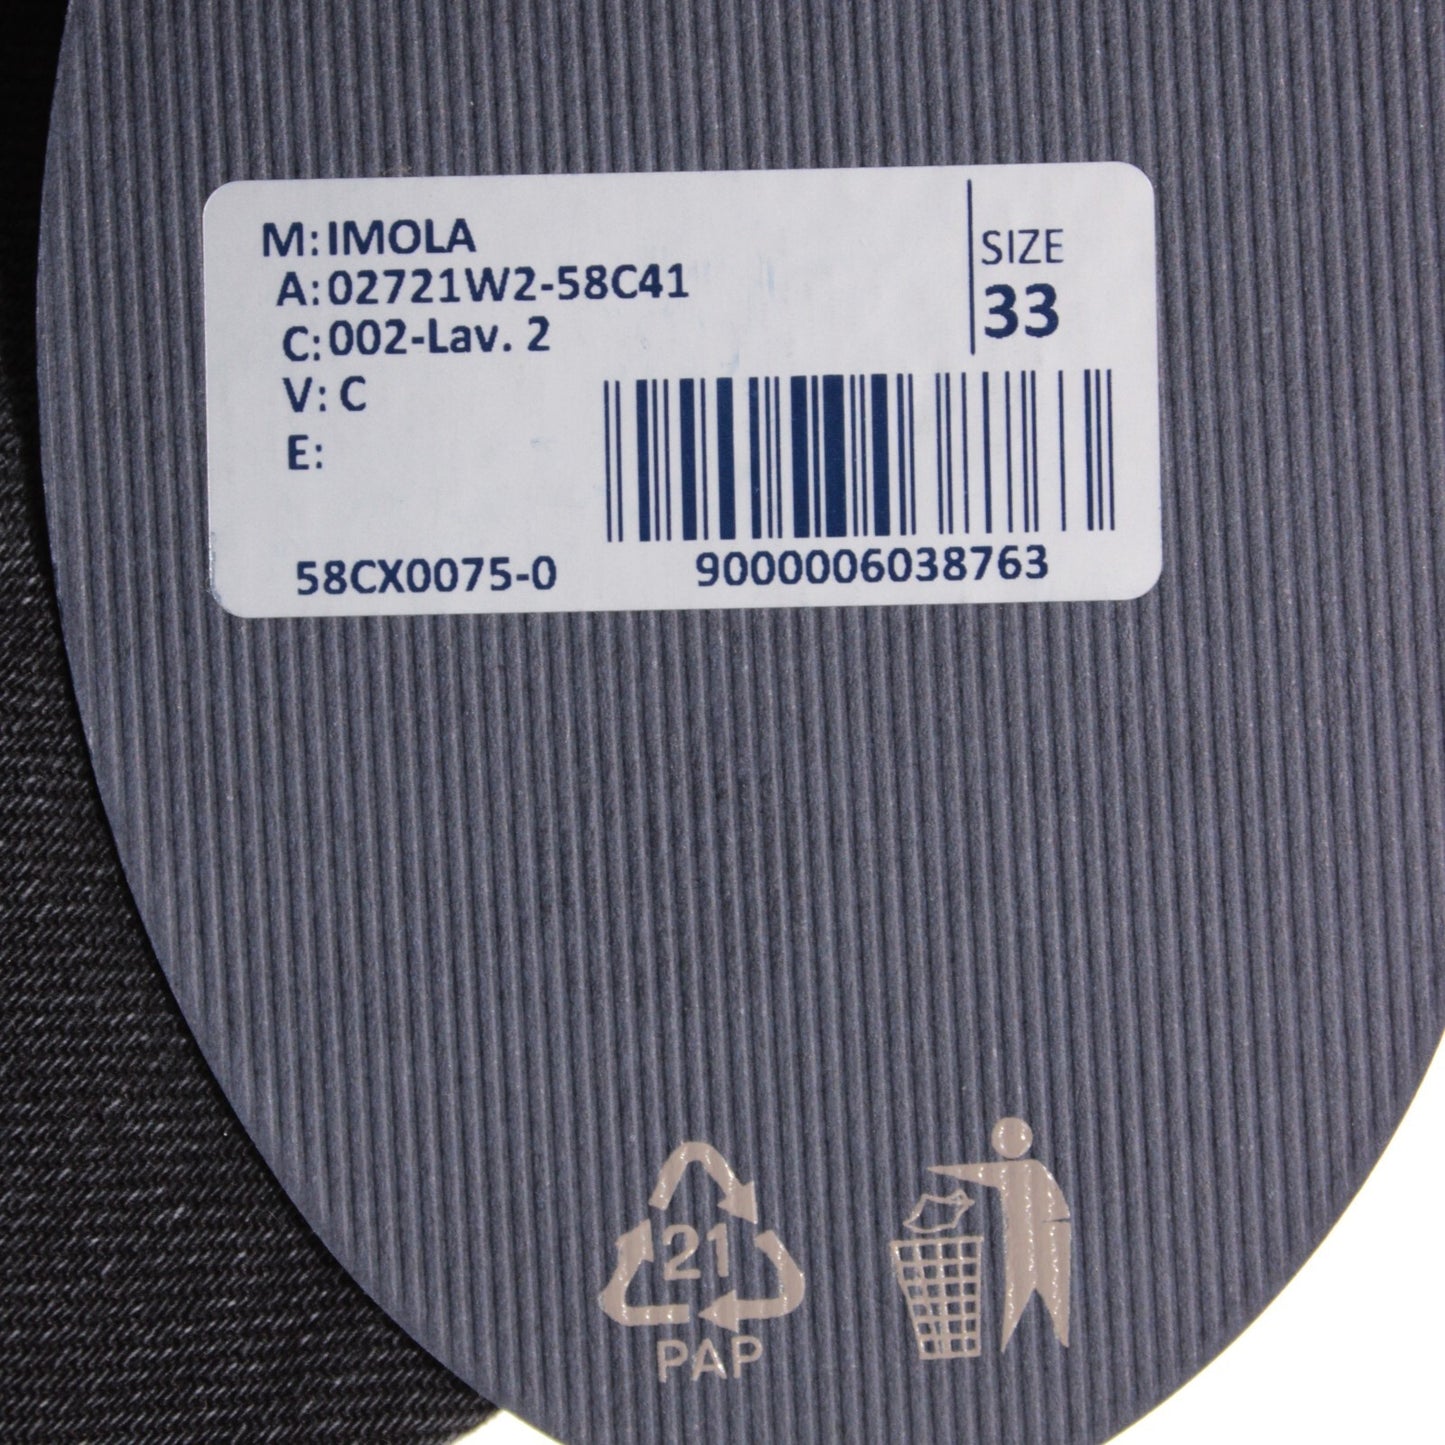 M: IMOLA
A: 02721W2-58C41
C: 002-Lav. 2
V: C
E:
SIZE
33
58CX0075-0
9000006038763
21
PAP